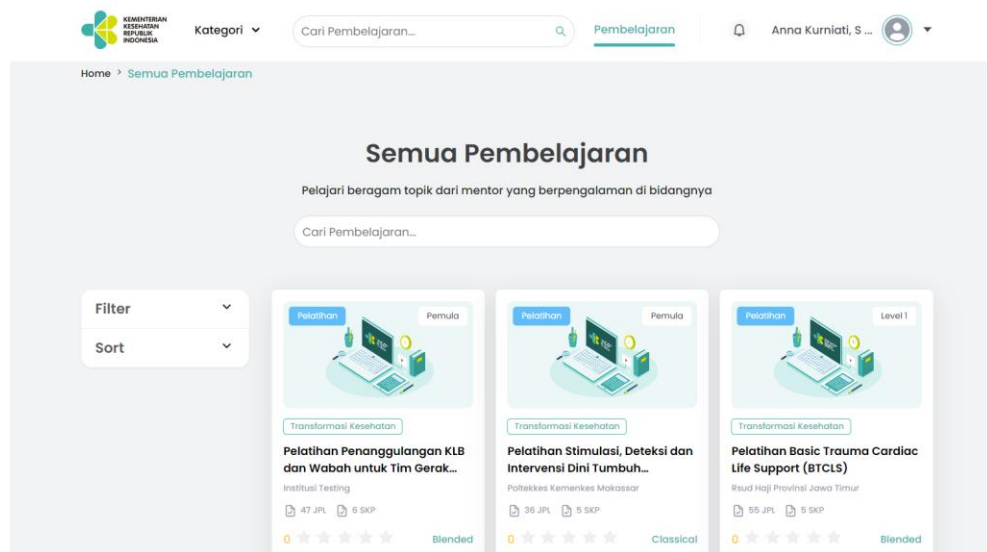 KEMENTERIAN
KESEHATAN
REPUBLIK
INDONESIA
Kategori
Cari Pembelajaran...
Pembelajaran
Anna Kurniati, S ...
Home > Semua Pembelajaran
Semua Pembelajaran
Pelajari beragam topik dari mentor yang berpengalaman di bidangnya
Cari Pembelajaran...
Filter
Sort
Pelatihan
Pemula
Transformasi Kesehatan
Pelatihan Penanggulangan KLB
dan Wabah untuk Tim Gerak...
Institusi Testing
47 JPL 6 SKP
0 Blended
Pelatihan
Pemula
Transformasi Kesehatan
Pelatihan Stimulasi, Deteksi dan
Intervensi Dini Tumbuh...
Poltekkes Kemenkes Makassar
36 JPL 5 SKP
0 Classical
Pelatihan
Level 1
Transformasi Kesehatan
Pelatihan Basic Trauma Cardiac
Life Support (BTCLS)
Rsud Haji Provinsi Jawa Timur
55 JPL 5 SKP
0 Blended